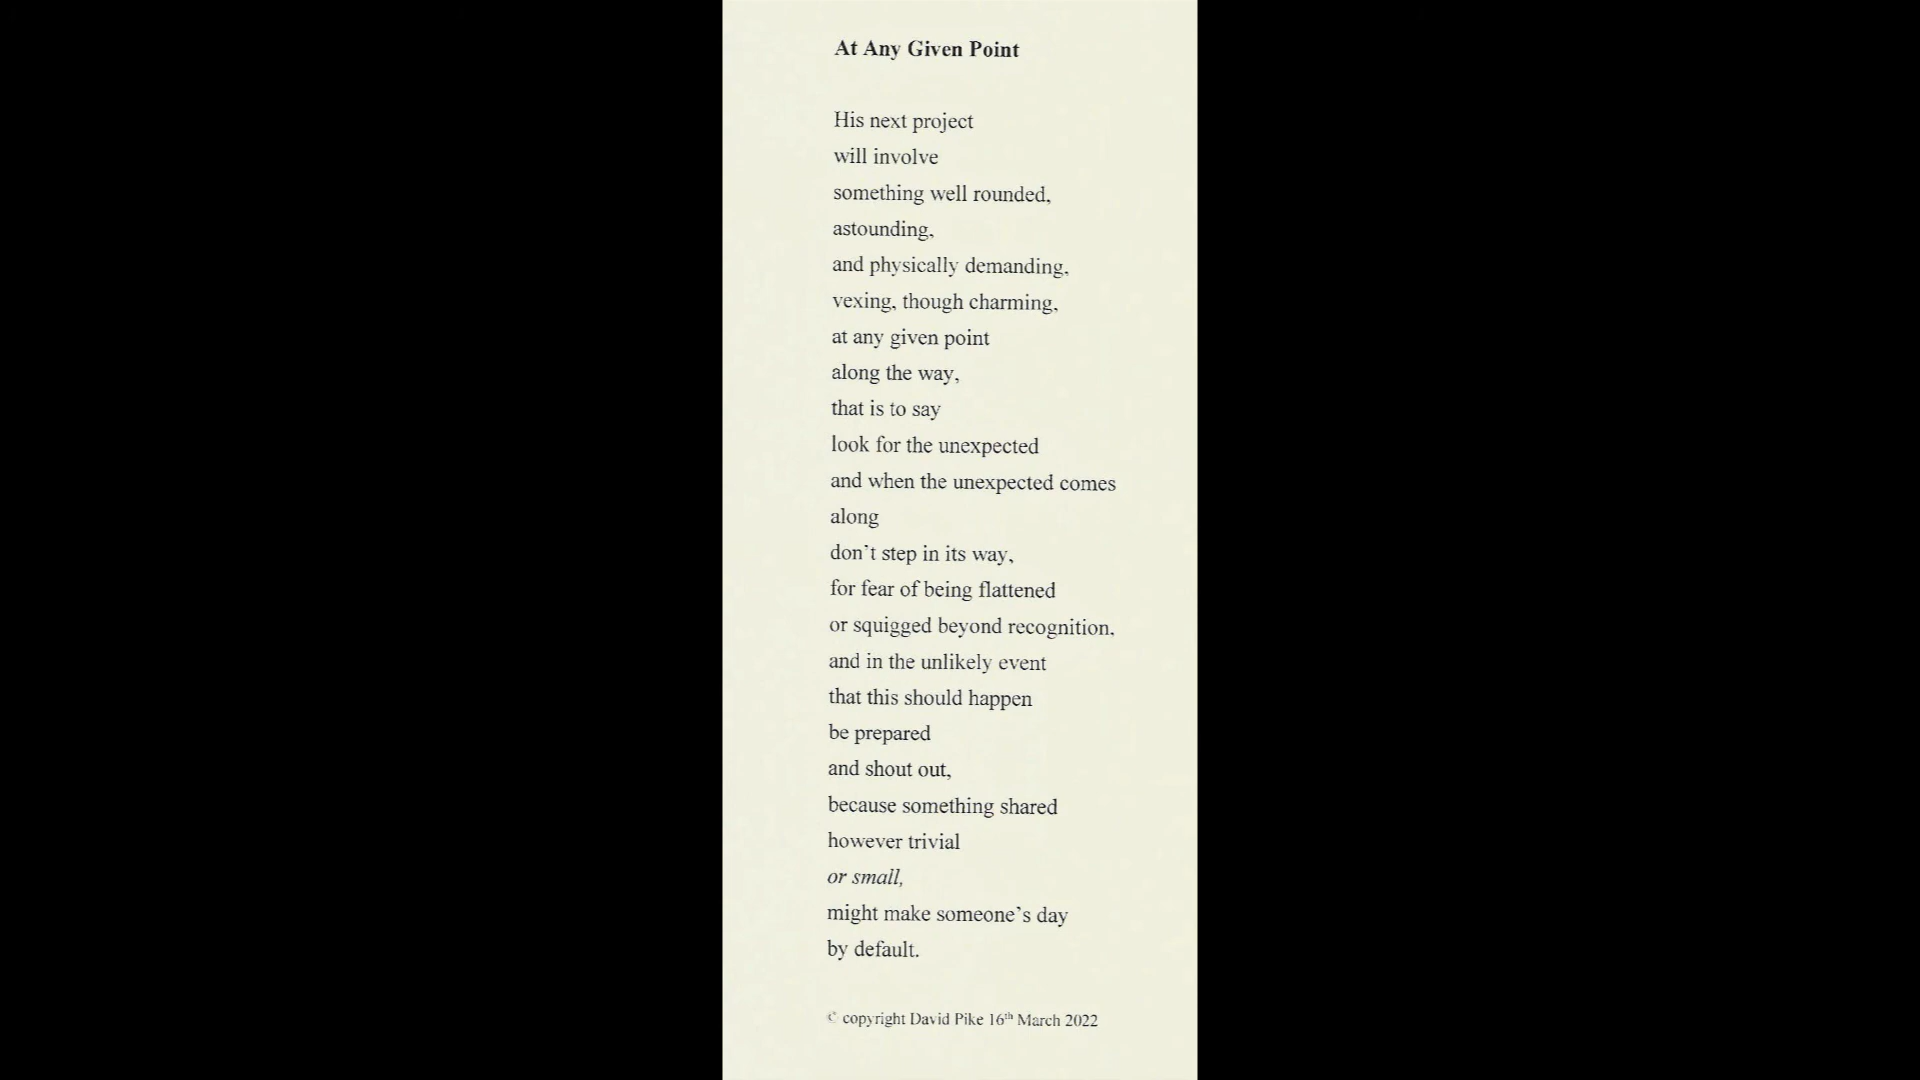 At Any Given Point
His next project
will involve
something well rounded,
astounding,
and physically demanding,
vexing, though charming,
at any given point
along the way,
that is to say
look for the unexpected
and when the unexpected comes
along
don't step in its way,
for fear of being flattened
or squigged beyond recognition,
and in the unlikely event
that this should happen
be prepared
and shout out,
because something shared
however trivial
or small,
might make someone's day
by default.
© copyright David Pike 16th March 2022